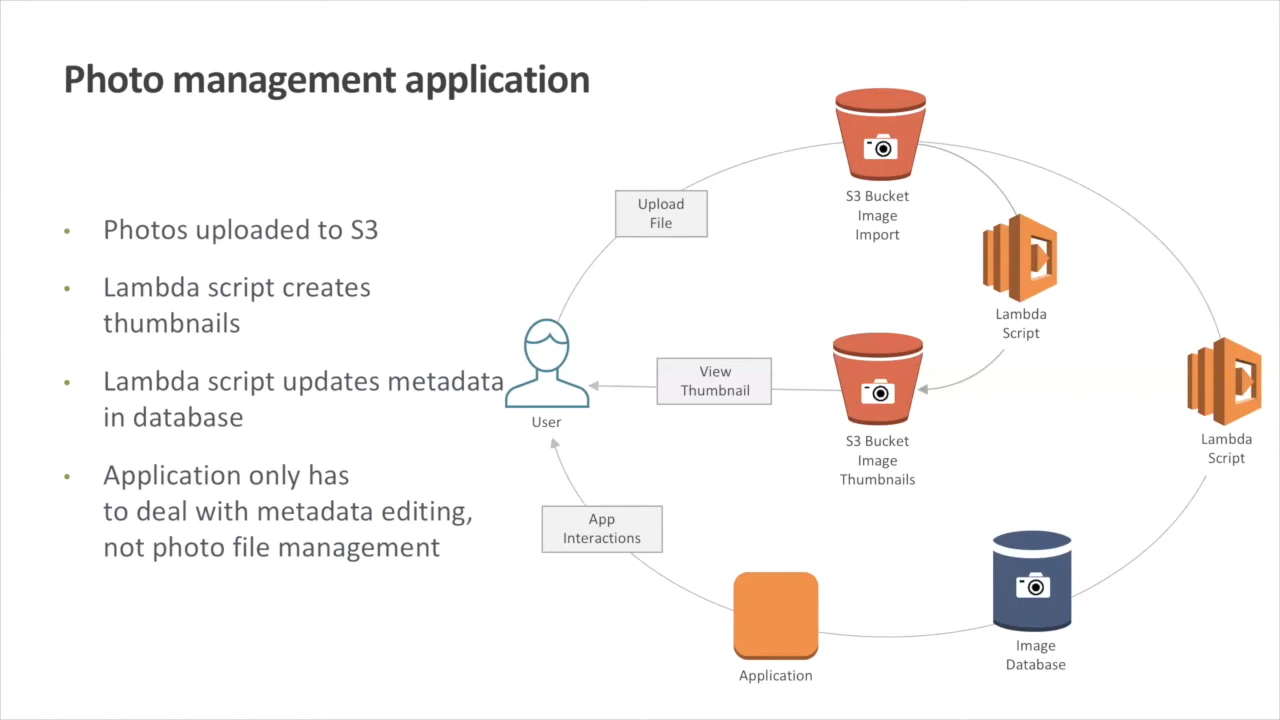 Photo management application
• Photos uploaded to S3
• Lambda script creates
thumbnails
• Lambda script updates metadata
in database
• Application only has
to deal with metadata editing,
not photo file management
Upload
File
S3 Bucket
Image
Import
Lambda
Script
View
Thumbnail
User
S3 Bucket
Image
Thumbnails
Lambda
Script
App
Interactions
Application
Image
Database